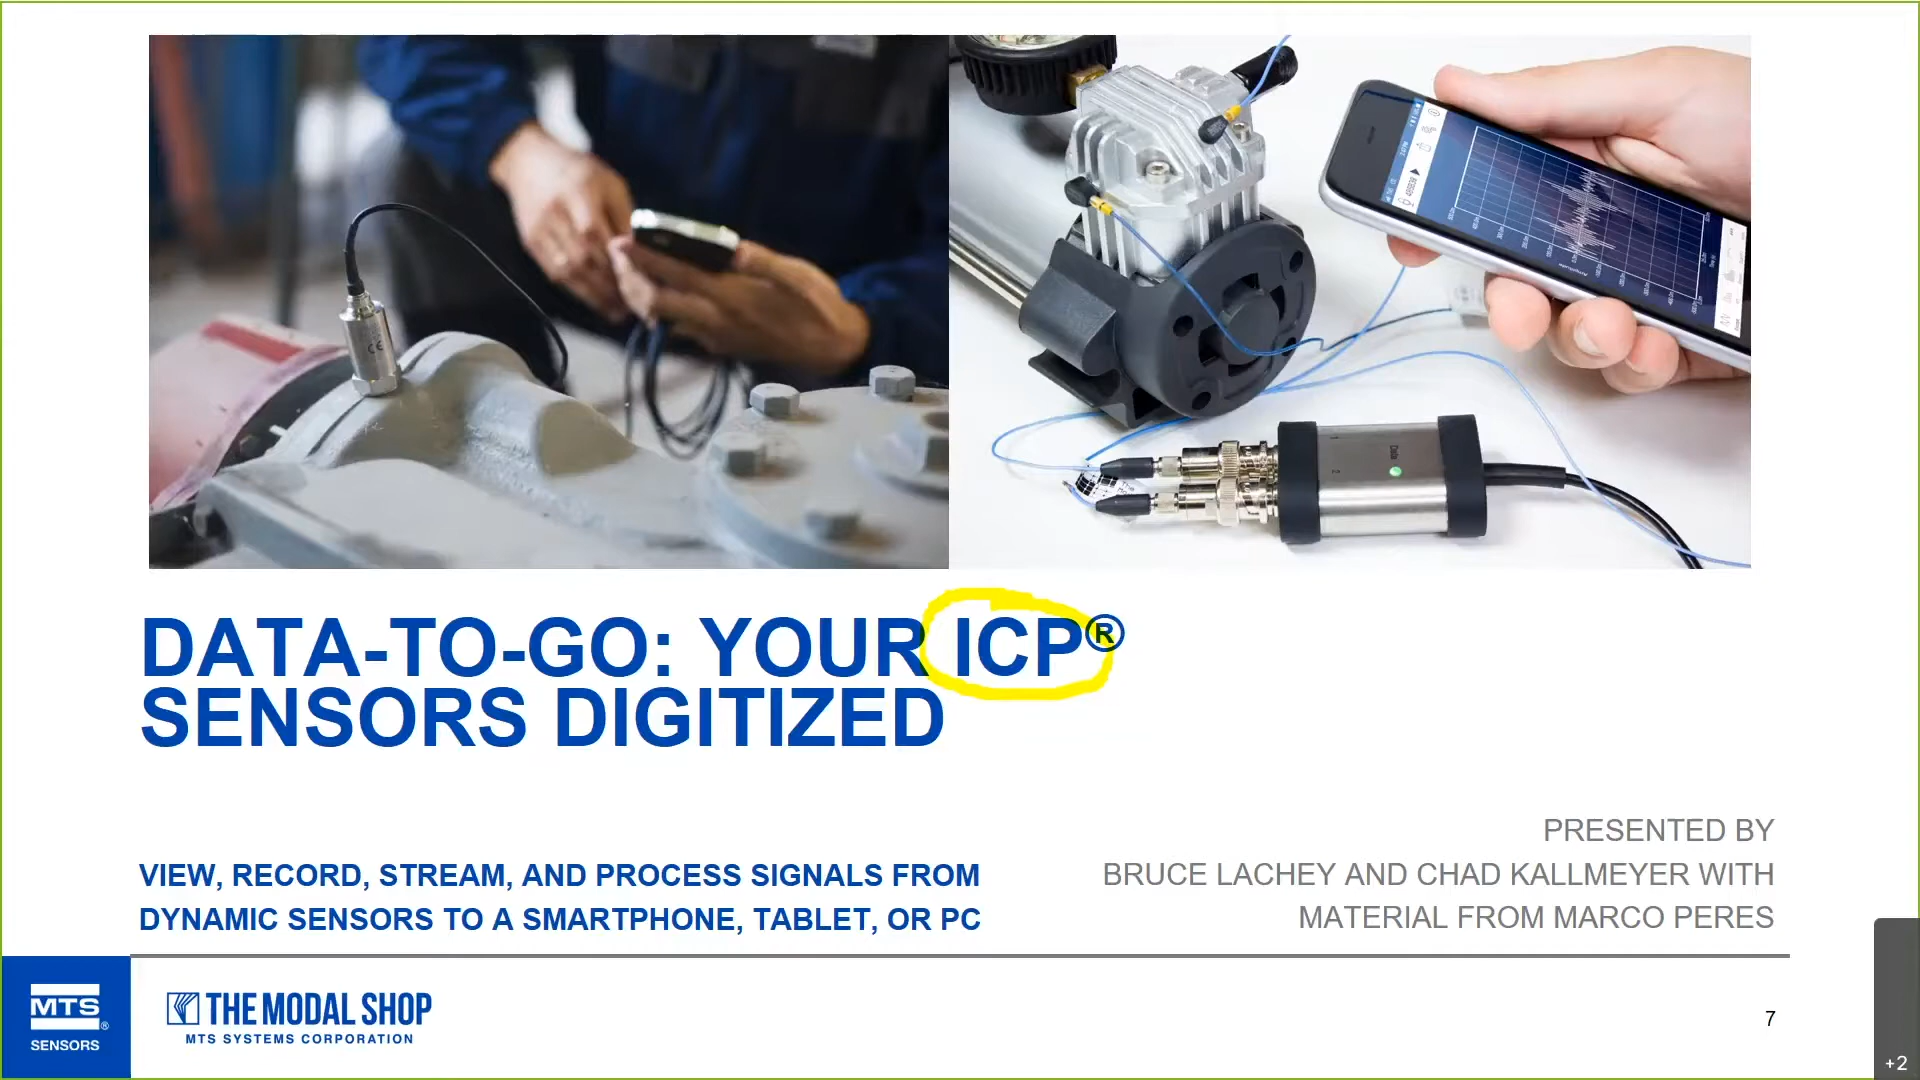 DATA-TO-GO: YOUR ICP®
SENSORS DIGITIZED
VIEW, RECORD, STREAM, AND PROCESS SIGNALS FROM
DYNAMIC SENSORS TO A SMARTPHONE, TABLET, OR PC
PRESENTED BY
BRUCE LACHEY AND CHAD KALLMEYER WITH
MATERIAL FROM MARCO PERES
MTS®
SENSORS
THE MODAL SHOP
MTS SYSTEMS CORPORATION
7
+2